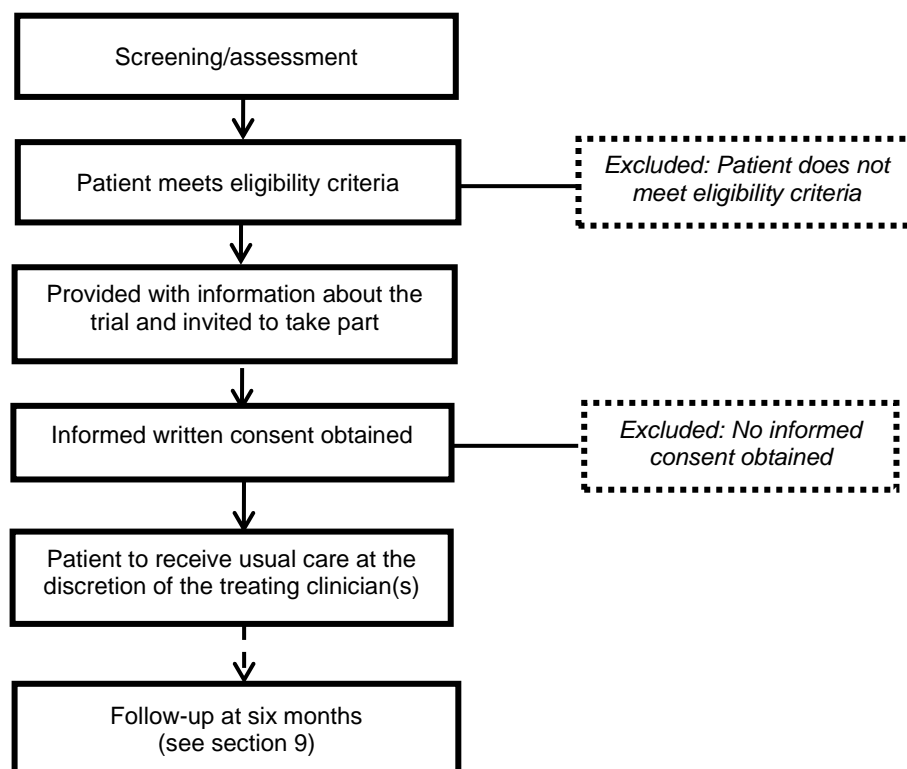 Screening/assessment
Patient meets eligibility criteria
Excluded: Patient does not
meet eligibility criteria
Provided with information about the
trial and invited to take part
Informed written consent obtained
Excluded: No informed
consent obtained
Patient to receive usual care at the
discretion of the treating clinician(s)
Follow-up at six months
(see section 9)